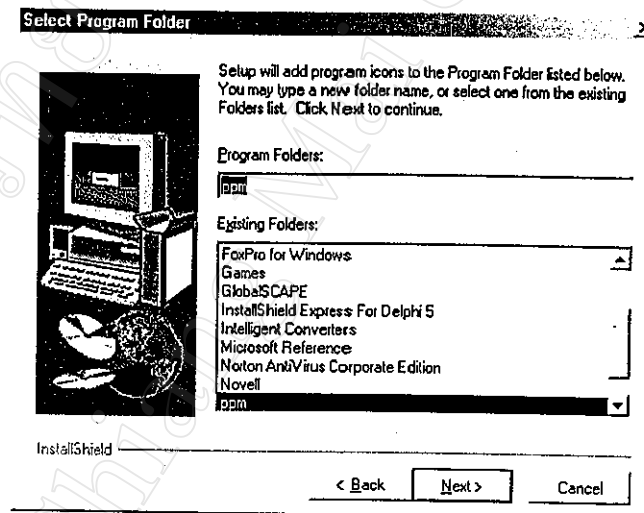 Select Program Folder
Setup will add program icons to the Program Folder listed below.
You may type a new folder name, or select one from the existing
Folders list. Click Next to continue.
Program Folders:
ppm
Existing Folders:
FoxPro for Windows
Games
GlobalSCAPE
InstallShield Express For Delphi 5
Intelligent Converters
Microsoft Reference
Norton AntiVirus Corporate Edition
Novell
ppm
InstallShield
< Back
Next >
Cancel